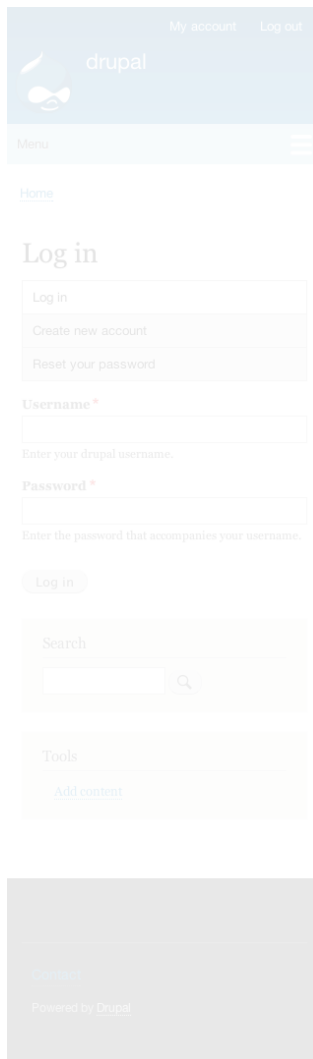 My account Log out
drupal
Menu
Home
Log in
Log in
Create new account
Reset your password
Username *
Enter your drupal username.
Password *
Enter the password that accompanies your username.
Log in
Search
Tools
Add content
Contact
Powered by Drupal